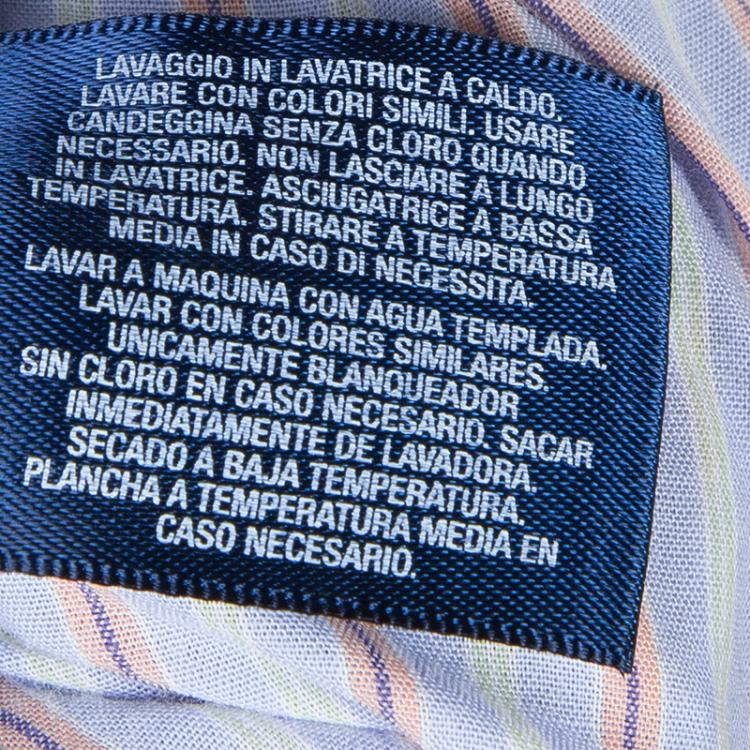 LAVAGGIO IN LAVATRICE A CALDO.
LAVARE CON COLORI SIMILI. USARE
CANDEGGINA SENZA CLORO QUANDO
NECESSARIO. NON LASCIARE A LUNGO
IN LAVATRICE. ASCIUGATRICE A BASSA
TEMPERATURA. STIRARE A TEMPERATURA
MEDIA IN CASO DI NECESSITA.
LAVAR A MAQUINA CON AGUA TEMPLADA.
LAVAR CON COLORES SIMILARES.
UNICAMENTE BLANQUEADOR
SIN CLORO EN CASO NECESARIO. SACAR
INMEDIATAMENTE DE LAVADORA.
SECADO A BAJA TEMPERATURA.
PLANCHA A TEMPERATURA MEDIA EN
CASO NECESARIO.